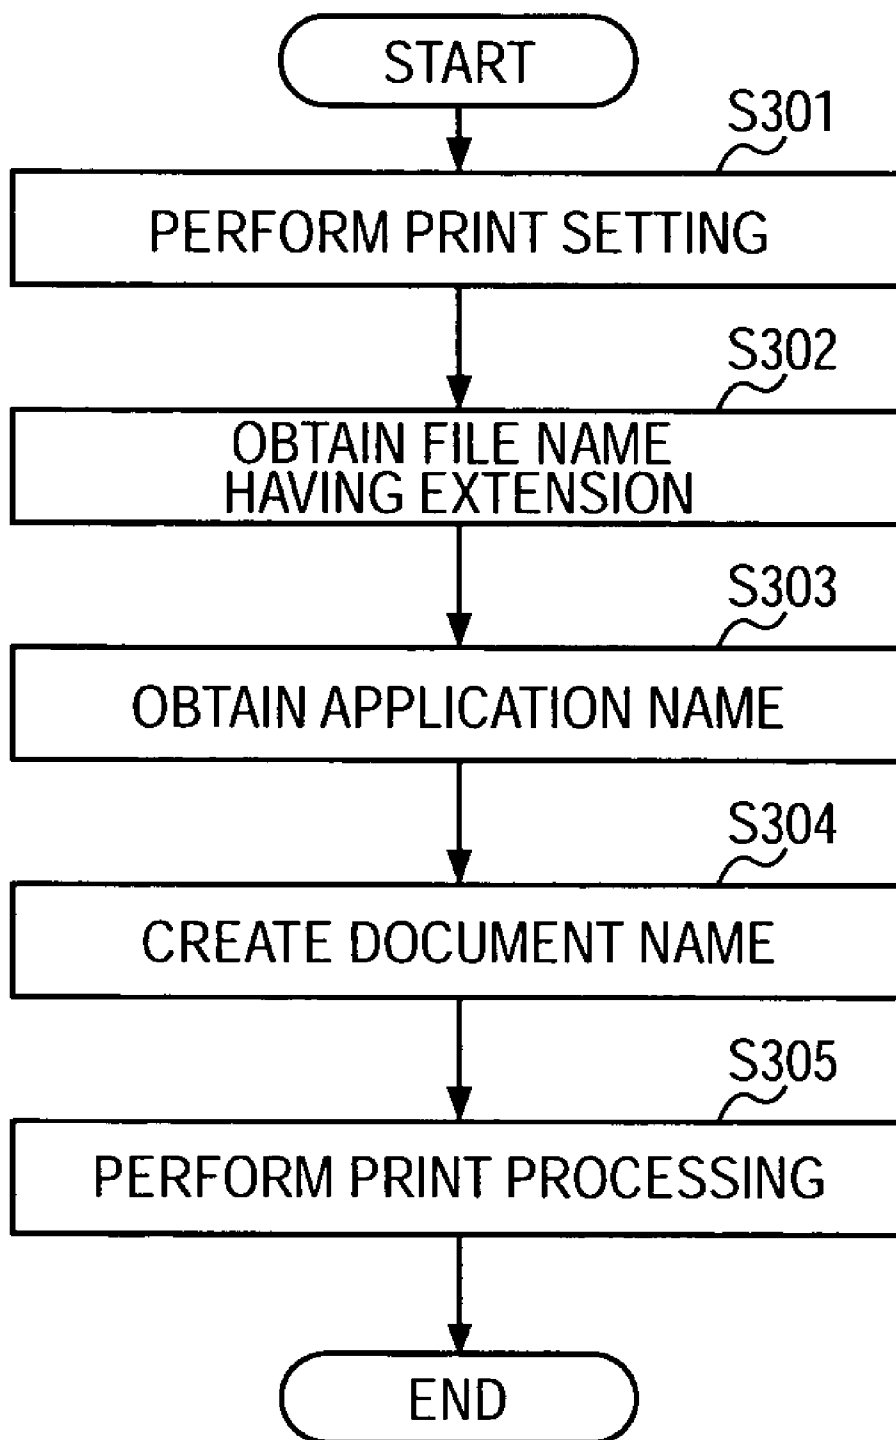 START
S301
PERFORM PRINT SETTING
S302
OBTAIN FILE NAME
HAVING EXTENSION
S303
OBTAIN APPLICATION NAME
S304
CREATE DOCUMENT NAME
S305
PERFORM PRINT PROCESSING
END